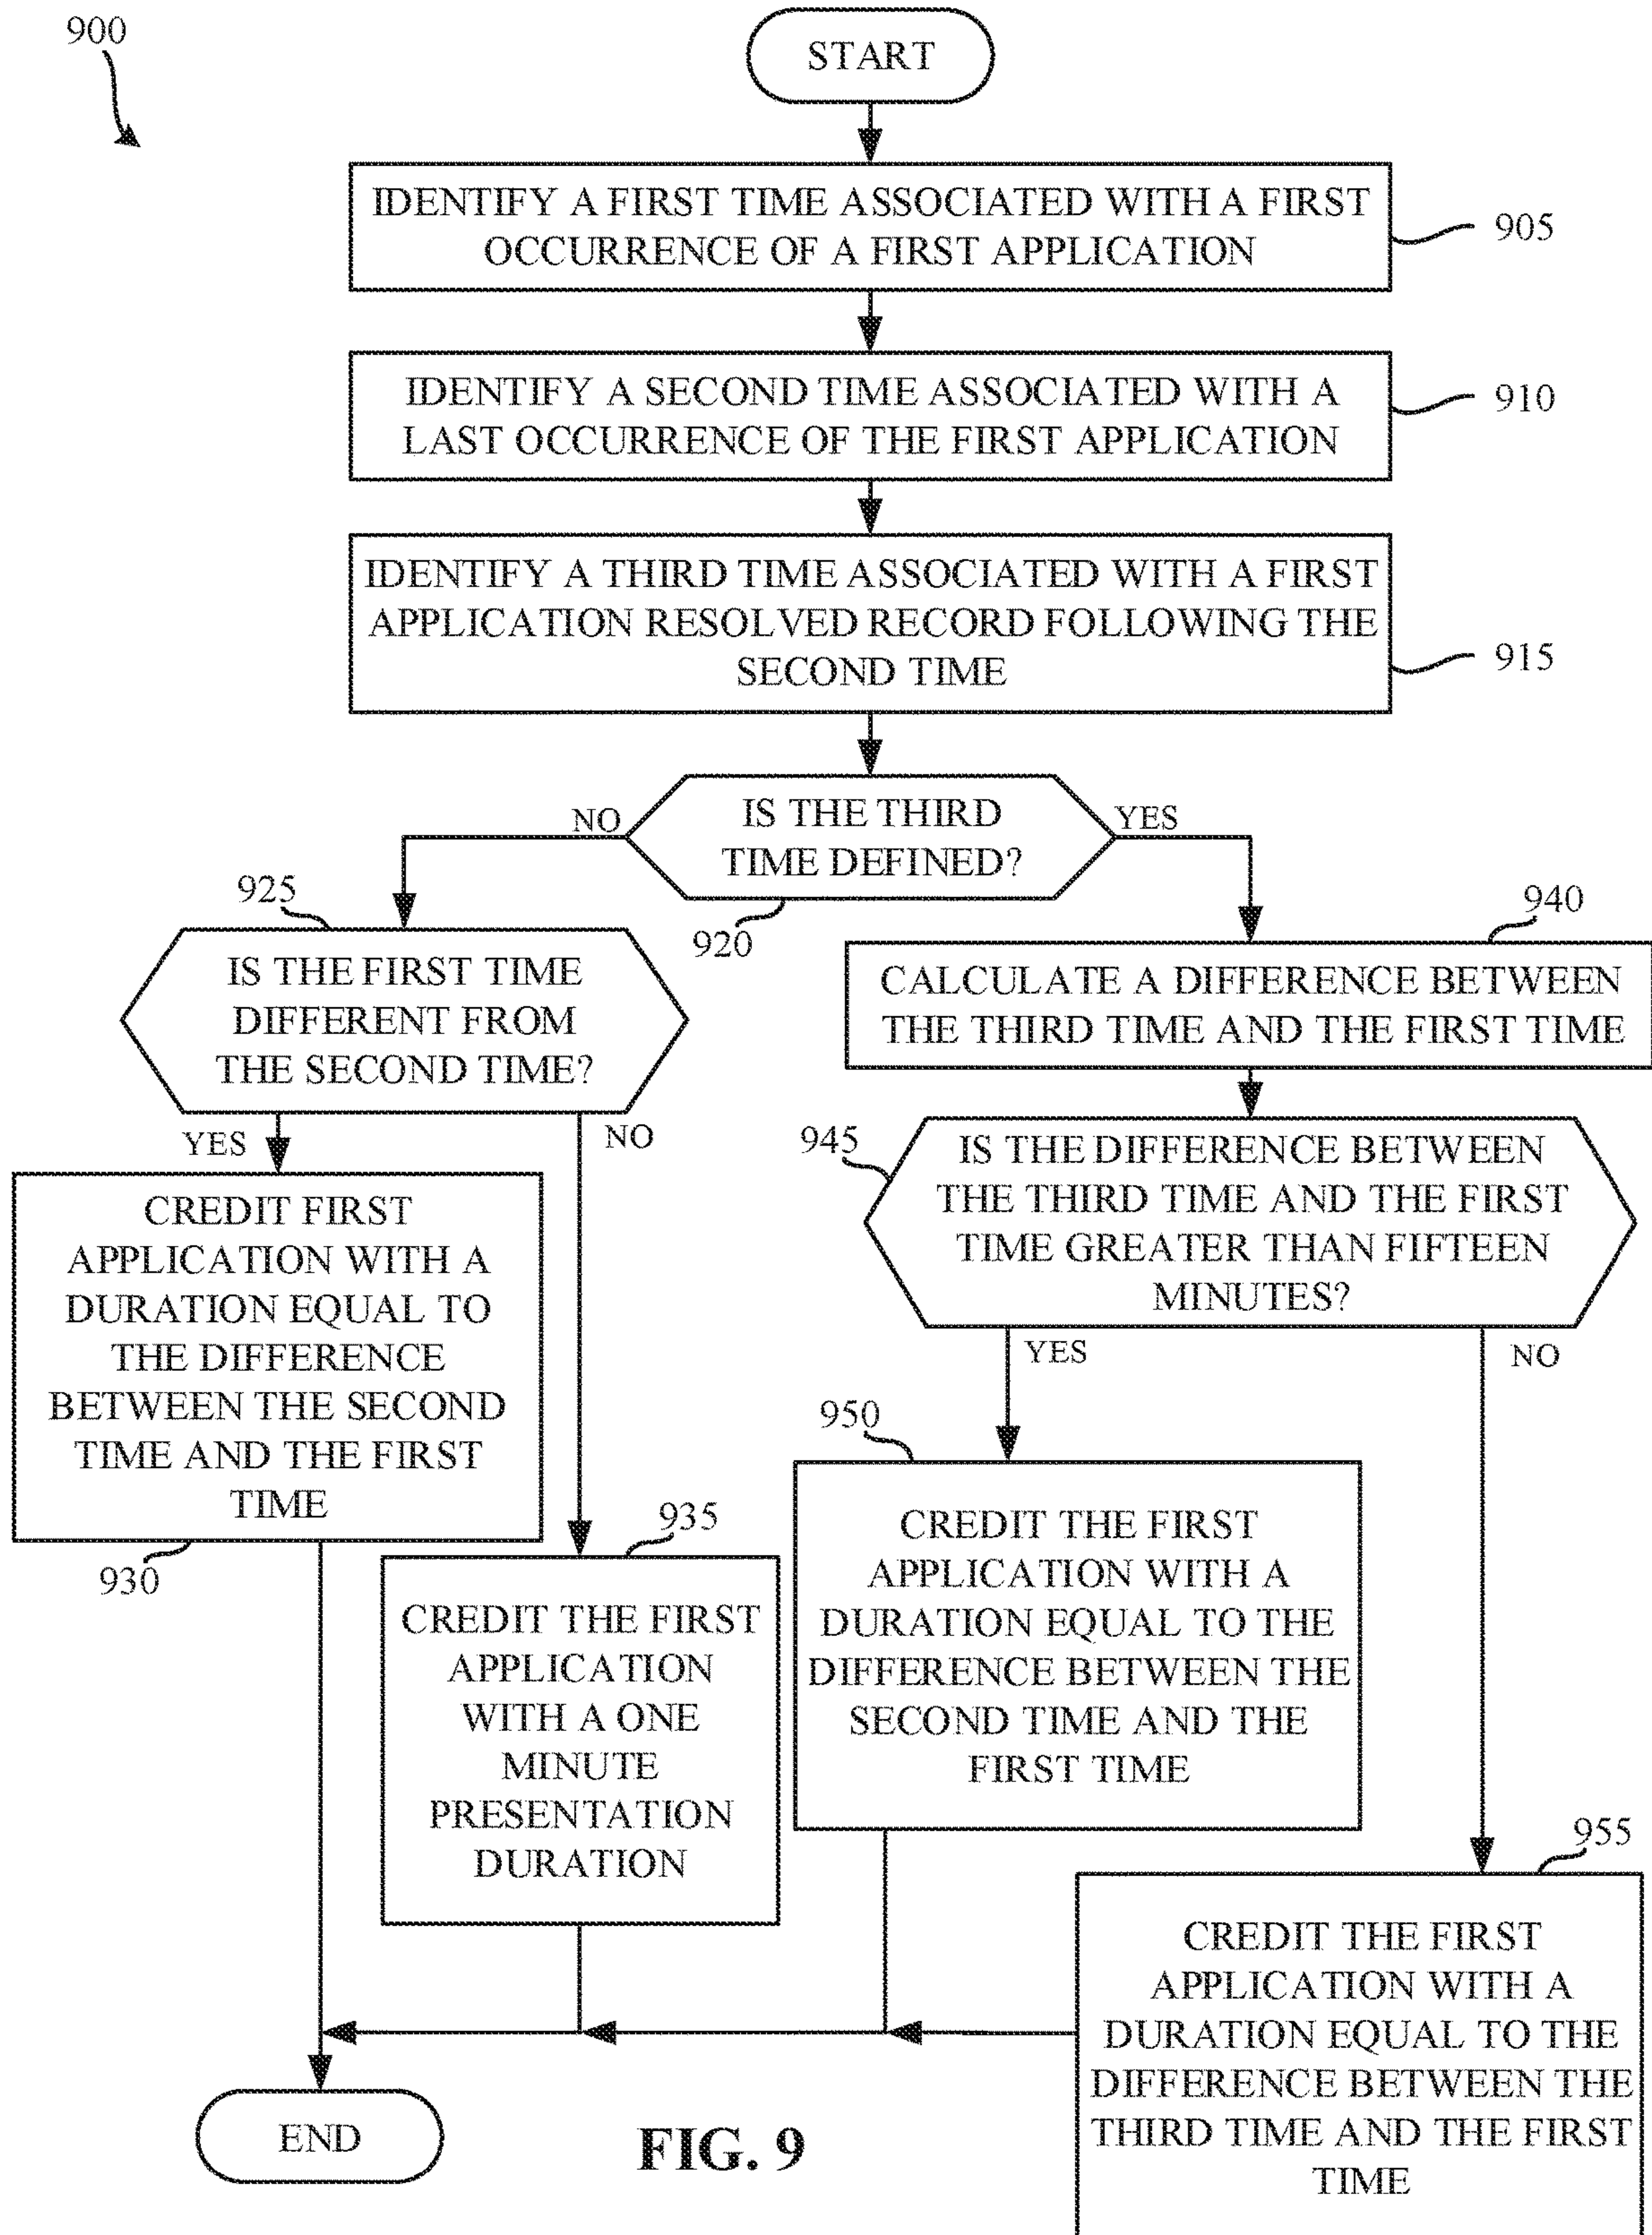 900
START
IDENTIFY A FIRST TIME ASSOCIATED WITH A FIRST
OCCURRENCE OF A FIRST APPLICATION
905
IDENTIFY A SECOND TIME ASSOCIATED WITH A
LAST OCCURRENCE OF THE FIRST APPLICATION
910
IDENTIFY A THIRD TIME ASSOCIATED WITH A FIRST
APPLICATION RESOLVED RECORD FOLLOWING THE
SECOND TIME
915
NO
IS THE THIRD
TIME DEFINED?
YES
920
925
IS THE FIRST TIME
DIFFERENT FROM
THE SECOND TIME?
YES
NO
940
CALCULATE A DIFFERENCE BETWEEN
THE THIRD TIME AND THE FIRST TIME
945
IS THE DIFFERENCE BETWEEN
THE THIRD TIME AND THE FIRST
TIME GREATER THAN FIFTEEN
MINUTES?
YES
NO
CREDIT FIRST
APPLICATION WITH A
DURATION EQUAL TO
THE DIFFERENCE
BETWEEN THE SECOND
TIME AND THE FIRST
TIME
930
935
CREDIT THE FIRST
APPLICATION
WITH A ONE
MINUTE
PRESENTATION
DURATION
950
CREDIT THE FIRST
APPLICATION WITH A
DURATION EQUAL TO THE
DIFFERENCE BETWEEN THE
SECOND TIME AND THE
FIRST TIME
955
CREDIT THE FIRST
APPLICATION WITH A
DURATION EQUAL TO THE
DIFFERENCE BETWEEN THE
THIRD TIME AND THE FIRST
TIME
END
FIG. 9